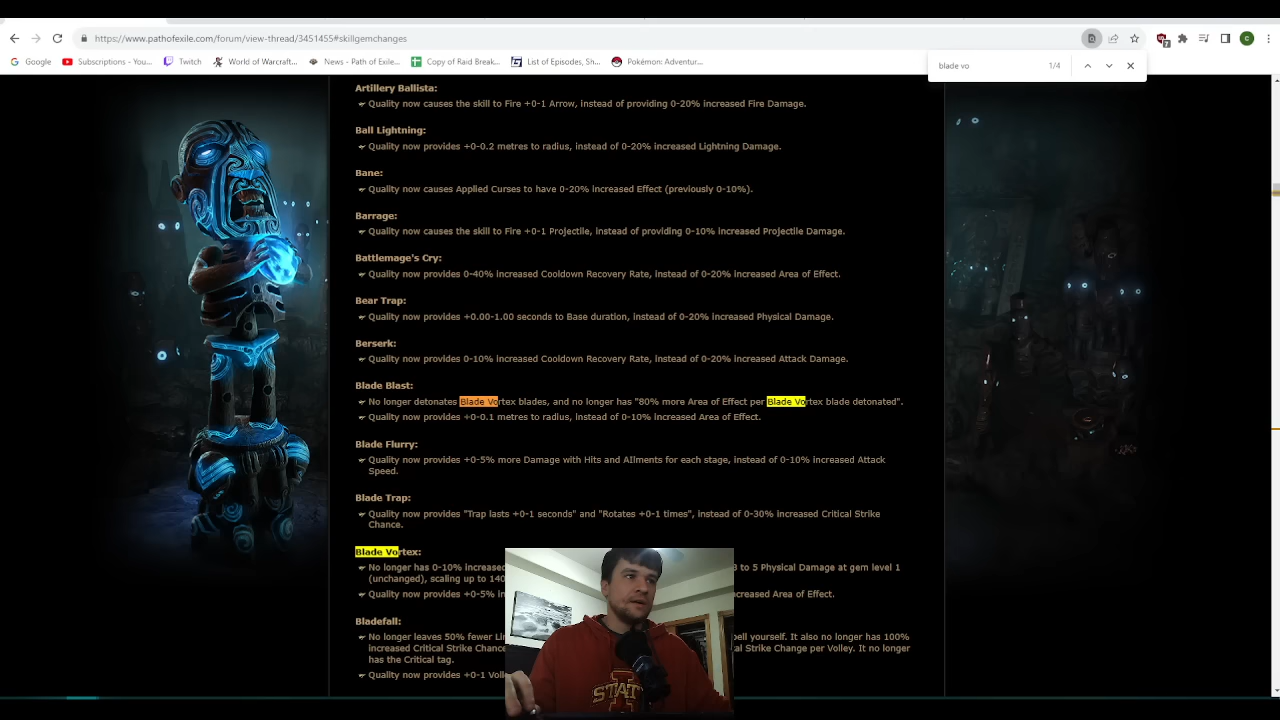 https://www.pathofexile.com/forum/view-thread/3451455#skillgemchanges
7
C
Google
Subscriptions - You...
Twitch
World of Warcraft...
News - Path of Exile...
Copy of Raid Break...
List of Episodes, Sh...
Pokémon: Adventur...
blade vo
1/4
Artillery Ballista:
Quality now causes the skill to Fire +0-1 Arrow, instead of providing 0-20% increased Fire Damage.
Ball Lightning:
Quality now provides +0-0.2 metres to radius, instead of 0-20% increased Lightning Damage.
Bane:
Quality now causes Applied Curses to have 0-20% increased Effect (previously 0-10%).
Barrage:
Quality now causes the skill to Fire +0-1 Projectile, instead of providing 0-10% increased Projectile Damage.
Battlemage's Cry:
Quality now provides 0-40% increased Cooldown Recovery Rate, instead of 0-20% increased Area of Effect.
Bear Trap:
Quality now provides +0.00-1.00 seconds to Base duration, instead of 0-20% increased Physical Damage.
Berserk:
Quality now provides 0-10% increased Cooldown Recovery Rate, instead of 0-20% increased Attack Damage.
Blade Blast:
No longer detonates Blade Vortex blades, and no longer has "80% more Area of Effect per Blade Vortex blade detonated".
Quality now provides +0-0.1 metres to radius, instead of 0-10% increased Area of Effect.
Blade Flurry:
Quality now provides +0-5% more Damage with Hits and AIlments for each stage, instead of 0-10% increased Attack
Speed.
Blade Trap:
Quality now provides "Trap lasts +0-1 seconds" and "Rotates +0-1 times", instead of 0-30% increased Critical Strike
Chance.
Blade Vortex:
No longer has 0-10% increased to 5 Physical Damage at gem level 1
(unchanged), scaling up to 140
Quality now provides +0-5% in creased Area of Effect.
Bladefall:
No longer leaves 50% fewer Lin pell yourself. It also no longer has 100%
increased Critical Strike Chance al Strike Change per Volley. It no longer
has the Critical tag.
Quality now provides +0-1 Voll
STATE